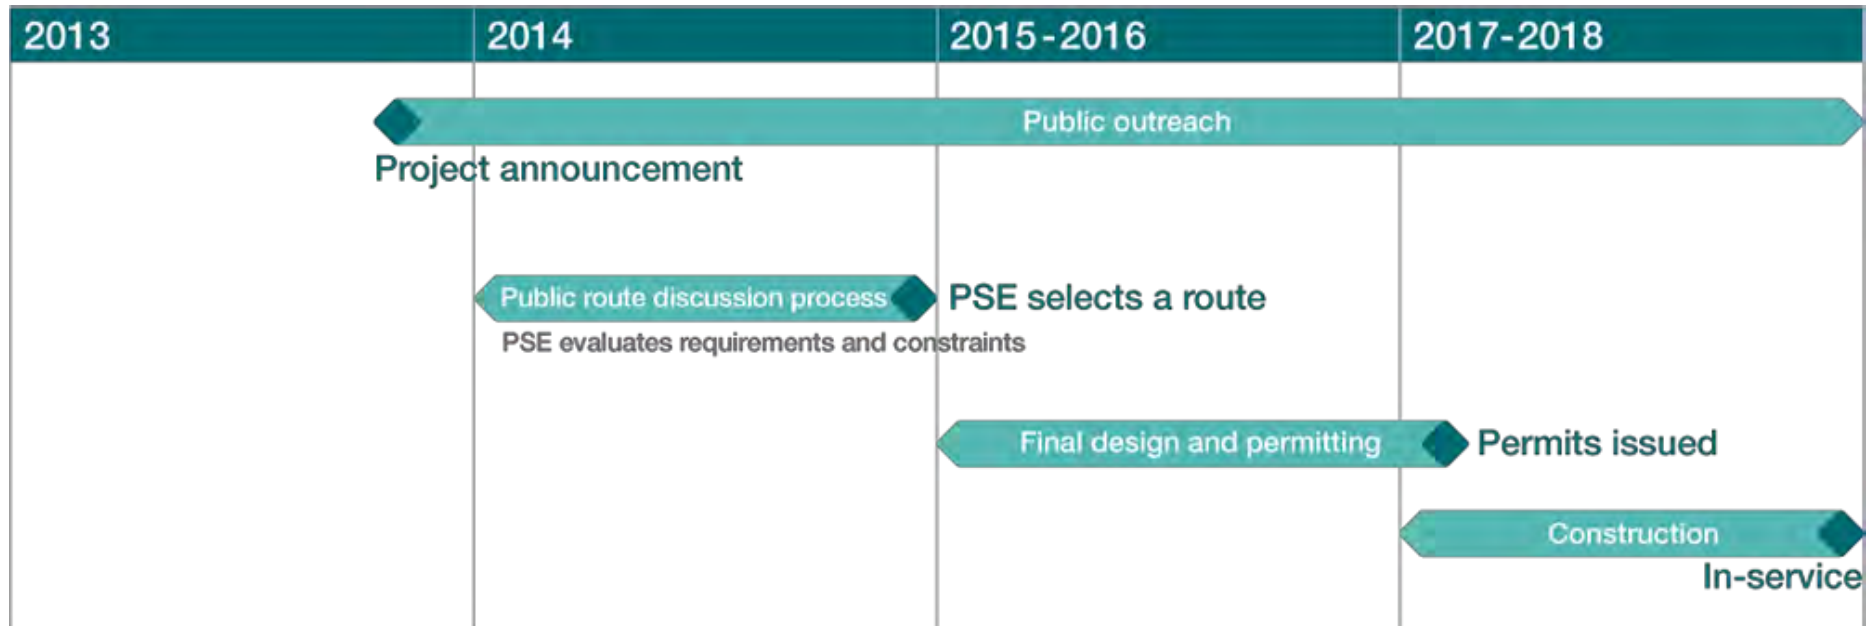 2013
2014
2015-2016
2017-2018
Public outreach
Project announcement
Public route discussion process
PSE selects a route
PSE evaluates requirements and constraints
Final design and permitting
Permits issued
Construction
In-service